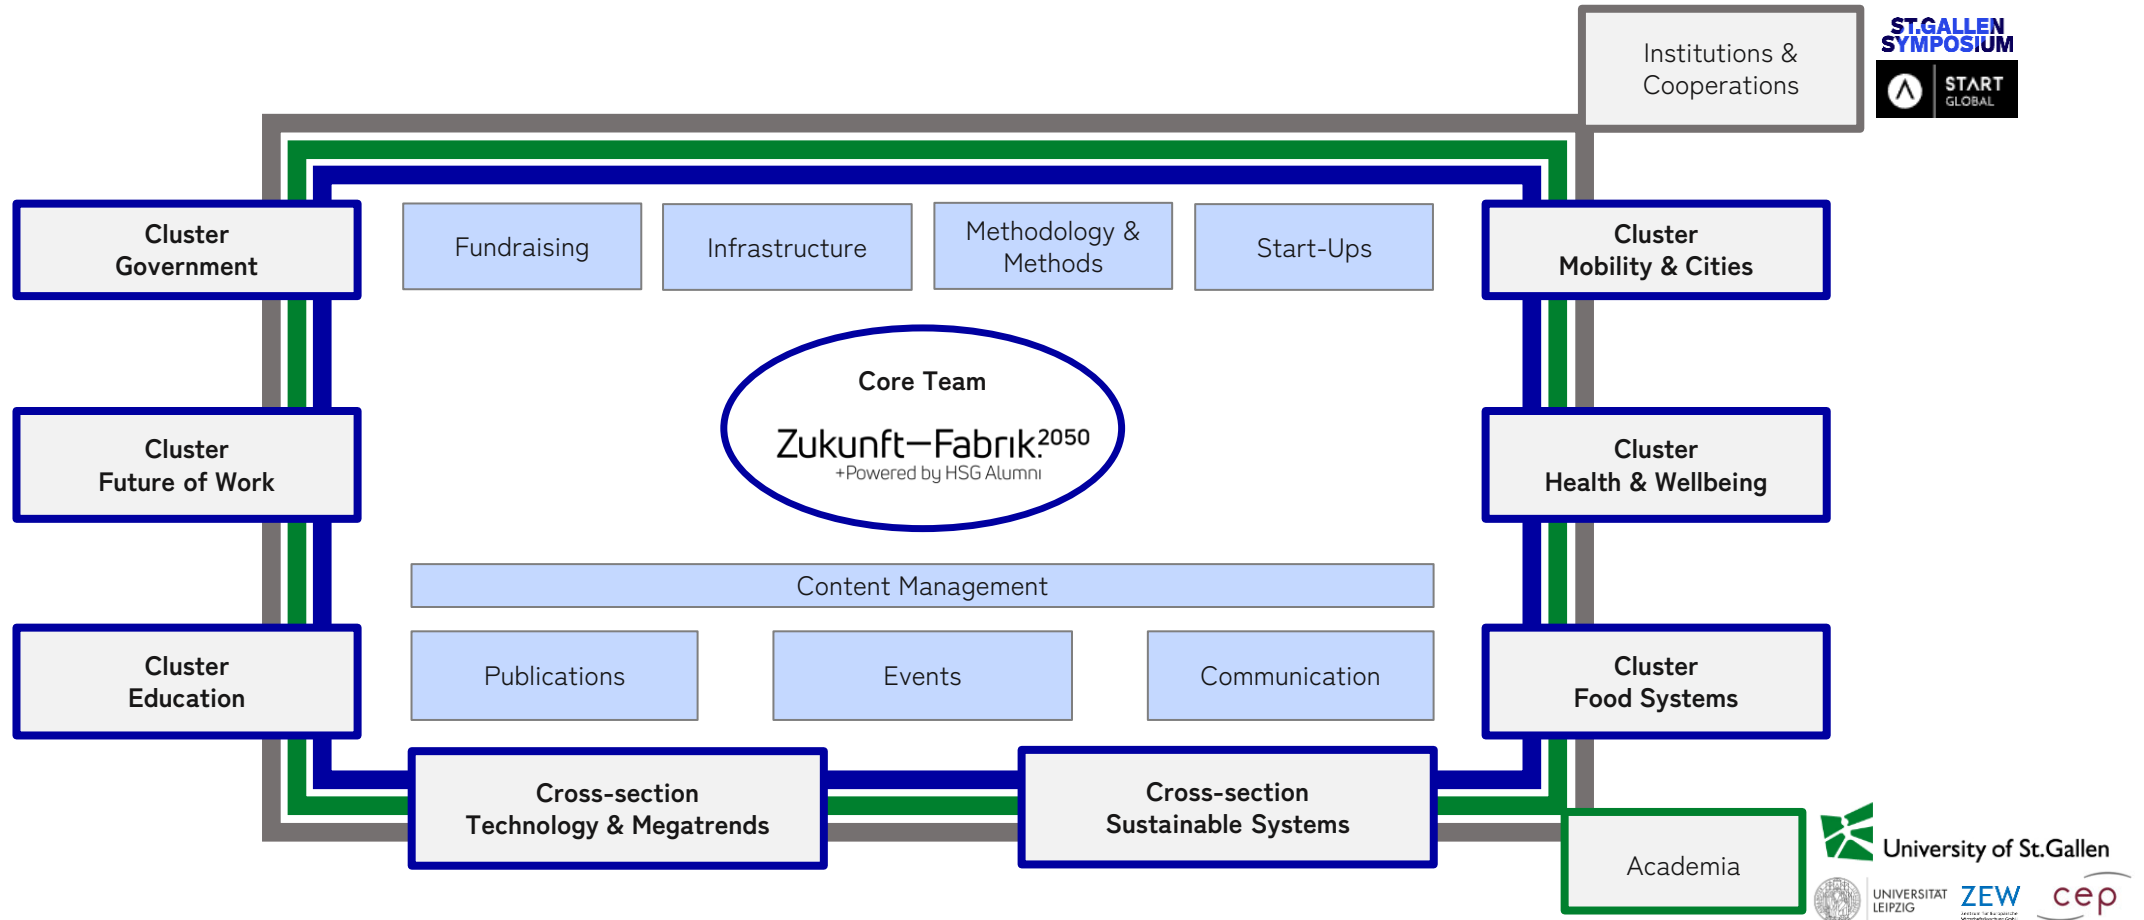 Institutions &
Cooperations
ST.GALLEN
SYMPOSIUM
START
GLOBAL
Cluster
Government
Fundraising
Infrastructure
Methodology &
Methods
Start-Ups
Cluster
Mobility & Cities
Core Team
Zukunft—Fabrik.2050
+Powered by HSG Alumni
Cluster
Future of Work
Cluster
Health & Wellbeing
Content Management
Cluster
Education
Publications
Events
Communication
Cluster
Food Systems
Cross-section
Technology & Megatrends
Cross-section
Sustainable Systems
Academia
University of St.Gallen
UNIVERSITÄT
LEIPZIG
ZEW
cep